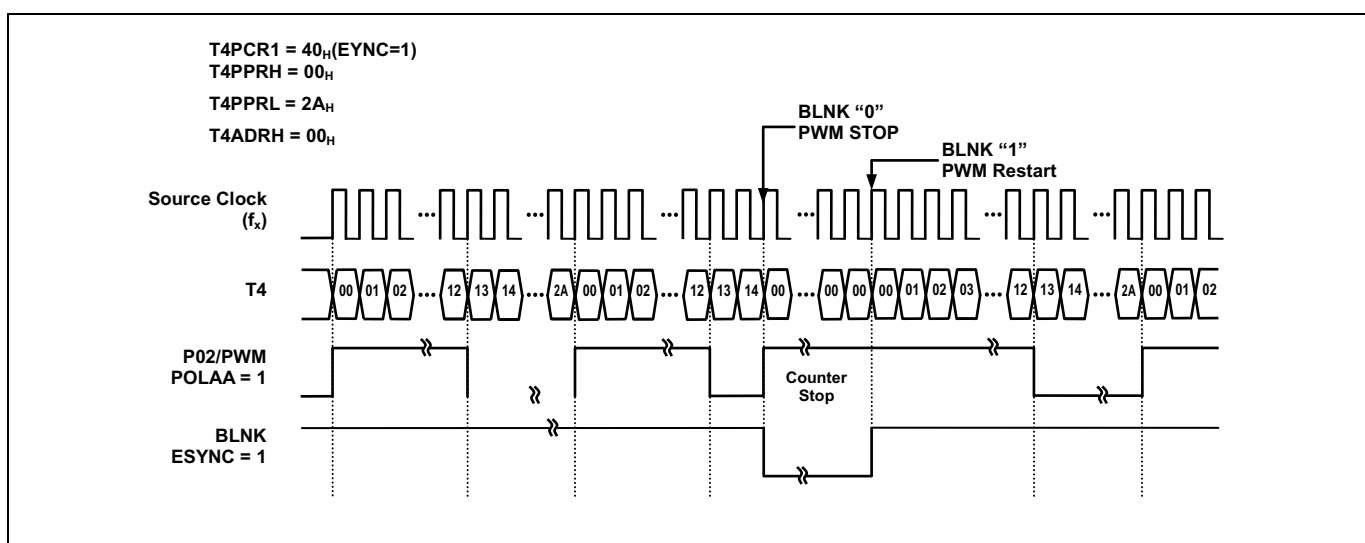 T4PCR1 = 40H(EYNC=1)
T4PPRH = 00H
T4PPRL = 2AH
T4ADRH = 00H
BLNK “0”
PWM STOP
BLNK “1”
PWM Restart
Source Clock
(fx)
... ... ... ... ... ...
T4
00 01 02 ... 12 13 14 ... 2A 00 01 02 ... 12 13 14 00 ... 00 00 00 01 02 03 ... 12 13 14 ... 2A 00 01 02
P02/PWM
POLAA = 1
Counter
Stop
BLNK
ESYNC = 1